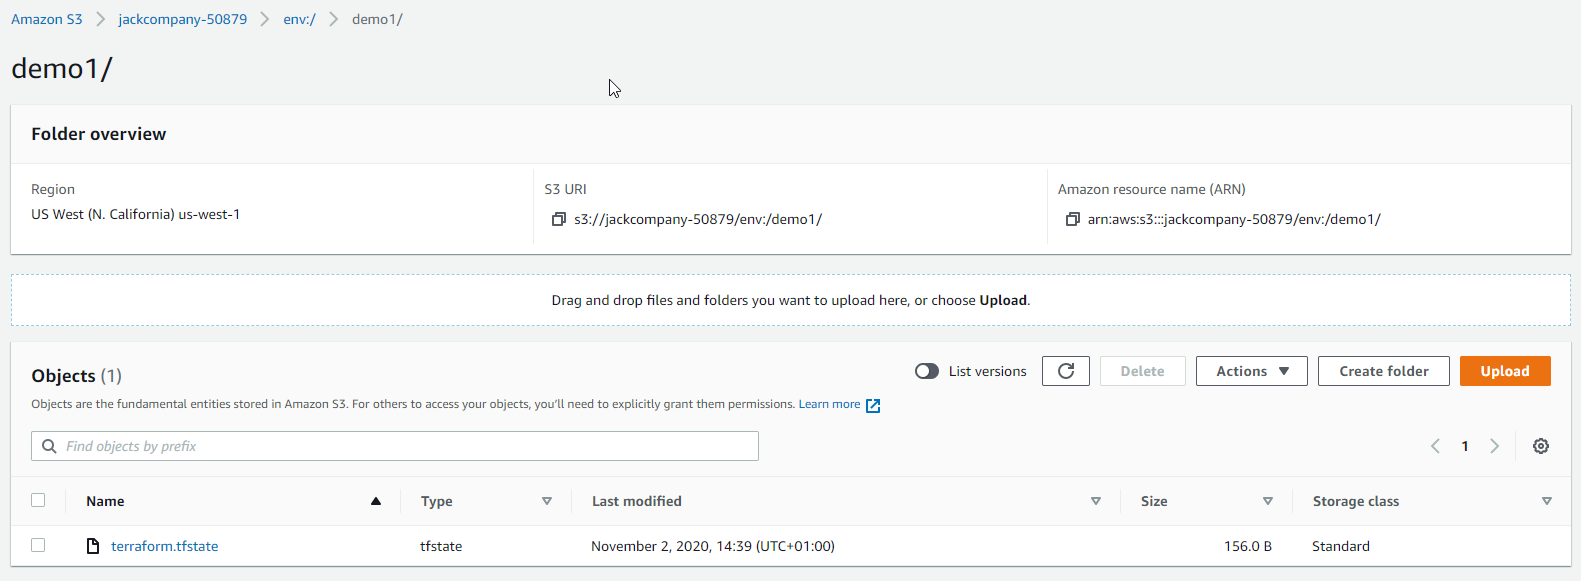 Amazon S3 > jackcompany-50879 > env:/ > demo1/
demo1/
Folder overview
Region
US West (N. California) us-west-1
S3 URI
s3://jackcompany-50879/env:/demo1/
Amazon resource name (ARN)
arn:aws:s3:::jackcompany-50879/env:/demo1/
Drag and drop files and folders you want to upload here, or choose Upload.
Objects (1)
List versions Delete Actions Create folder Upload
Objects are the fundamental entities stored in Amazon S3. For others to access your objects, you’ll need to explicitly grant them permissions. Learn more
Find objects by prefix
1
Name Type Last modified Size Storage class
terraform.tfstate tfstate November 2, 2020, 14:39 (UTC+01:00) 156.0 B Standard